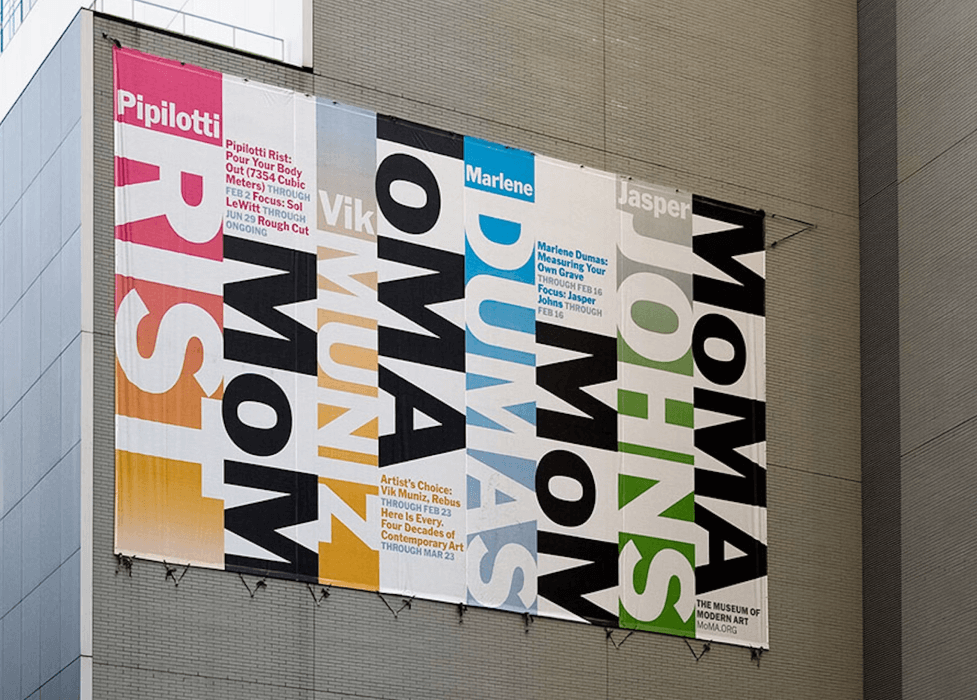 Pipilotti
RIST
Pipilotti Rist:
Pour Your Body
Out (7354 Cubic
Meters) THROUGH
FEB 2 Focus: Sol
LeWitt THROUGH
JUN 29 Rough Cut
ONGOING
MOM
Vik
MUNIZ
OMA
Artist's Choice:
Vik Muniz, Rebus
THROUGH FEB 23
Here Is Every.
Four Decades of
Contemporary Art
THROUGH MAR 23
Marlene
DUMAS
Marlene Dumas:
Measuring Your
Own Grave
THROUGH FEB 16
Focus: Jasper
Johns THROUGH
FEB 16
MOM
Jasper
JOHNS
MOMA
THE MUSEUM OF
MODERN ART
MoMA.ORG